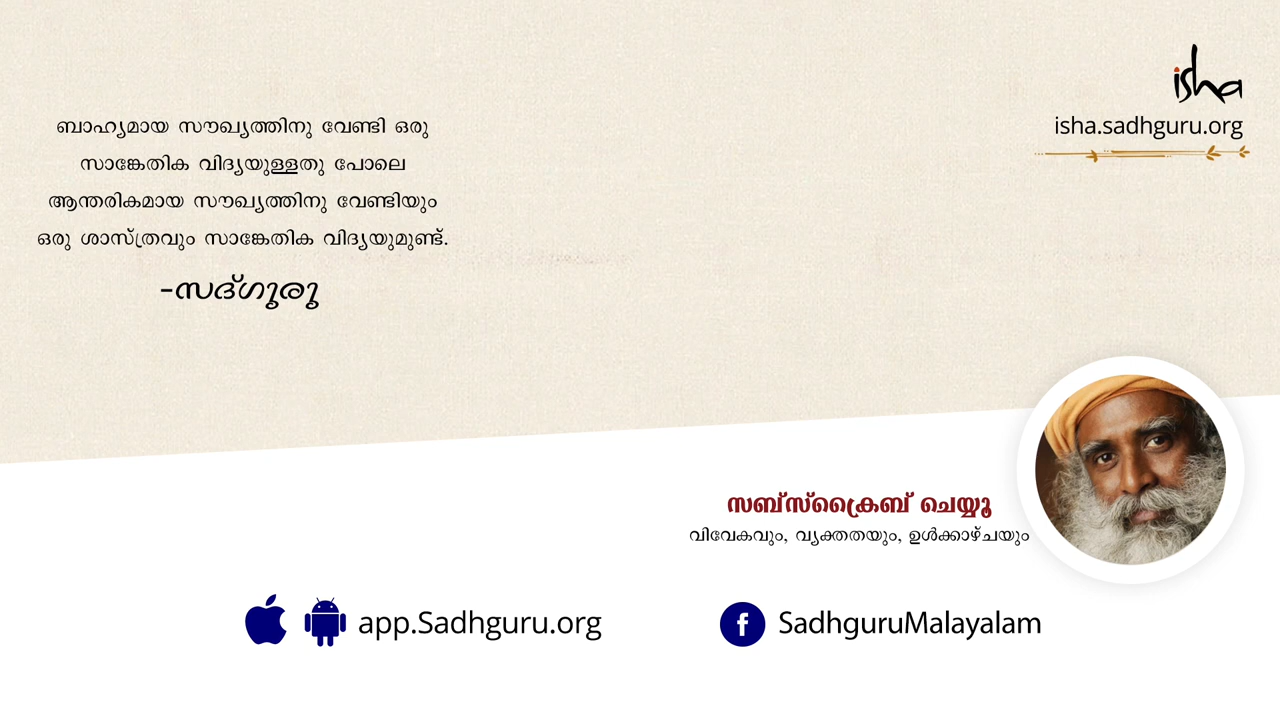 isha
isha.sadhguru.org
ബാഹ്യമായ സൗഖ്യത്തിനു വേണ്ടി ഒരു
സാങ്കേതിക വിദ്യയുള്ളതു പോലെ
ആന്തരികമായ സൗഖ്യത്തിനു വേണ്ടിയും
ഒരു ശാസ്ത്രവും സാങ്കേതിക വിദ്യയുമുണ്ട്.
-സദ്ഗുരു
സബ്സ്ക്രൈബ് ചെയ്യൂ
വിവേകവും, വ്യക്തതയും, ഉൾക്കാഴ്ചയും
app.Sadhguru.org
SadhguruMalayalam